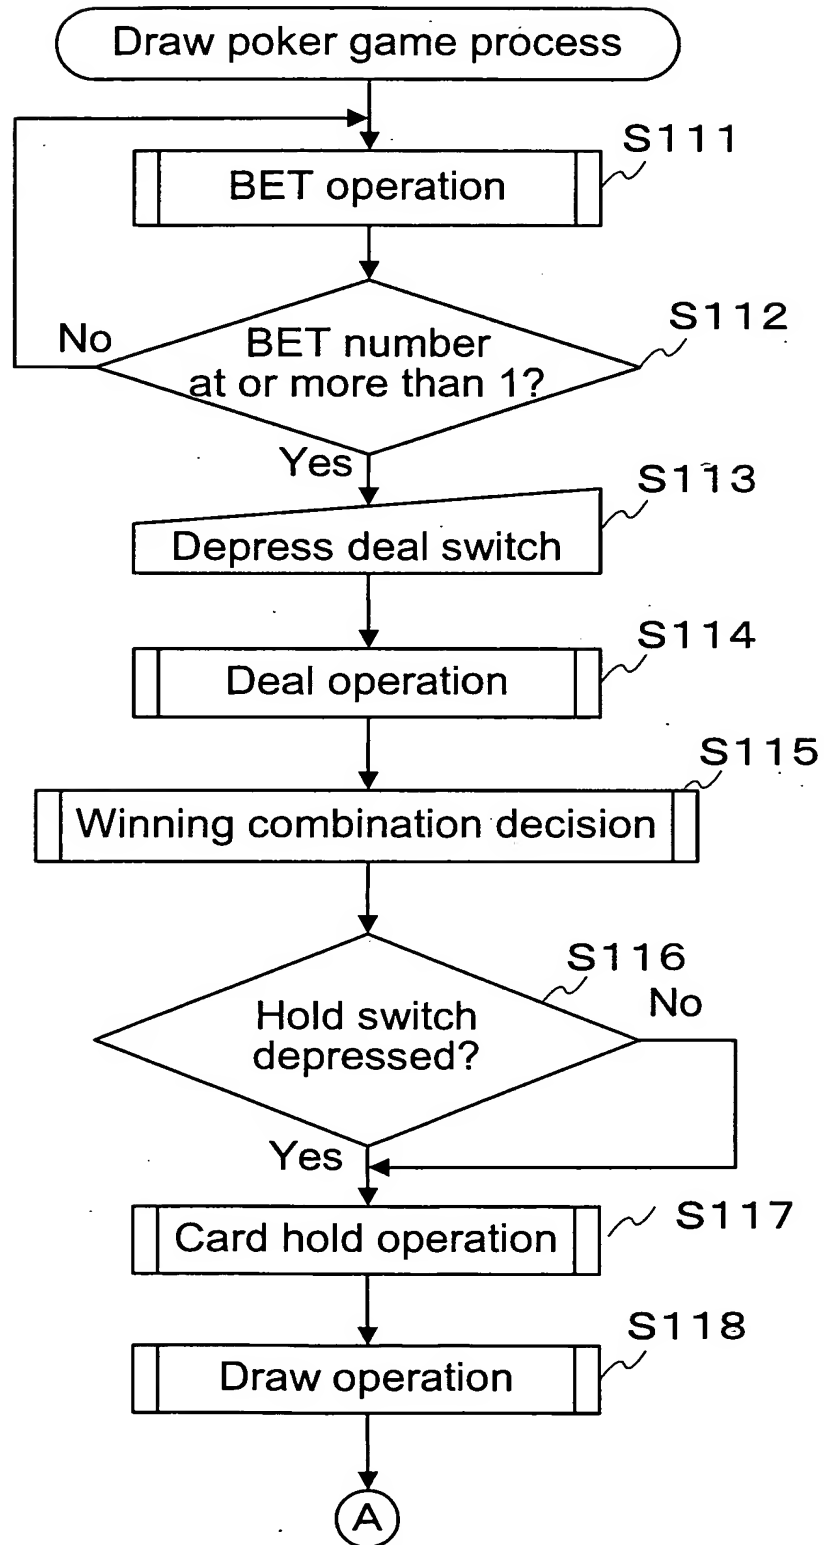 Draw poker game process
S111
BET operation
S112
No
BET number
at or more than 1?
Yes
S113
Depress deal switch
S114
Deal operation
S115
Winning combination decision
S116
No
Hold switch
depressed?
Yes
S117
Card hold operation
S118
Draw operation
A